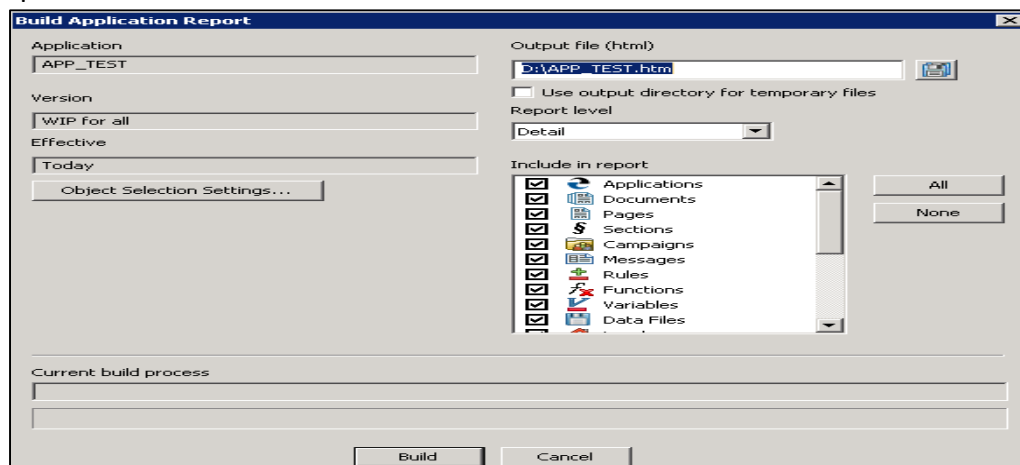 Build Application Report
Application
APP_TEST
Version
WIP for all
Effective
Today
Object Selection Settings...
Output file (html)
D:\APP_TEST.htm
Use output directory for temporary files
Report level
Detail
Include in report
Applications
Documents
Pages
Sections
Campaigns
Messages
Rules
Functions
Variables
Data Files
All
None
Current build process
Build
Cancel